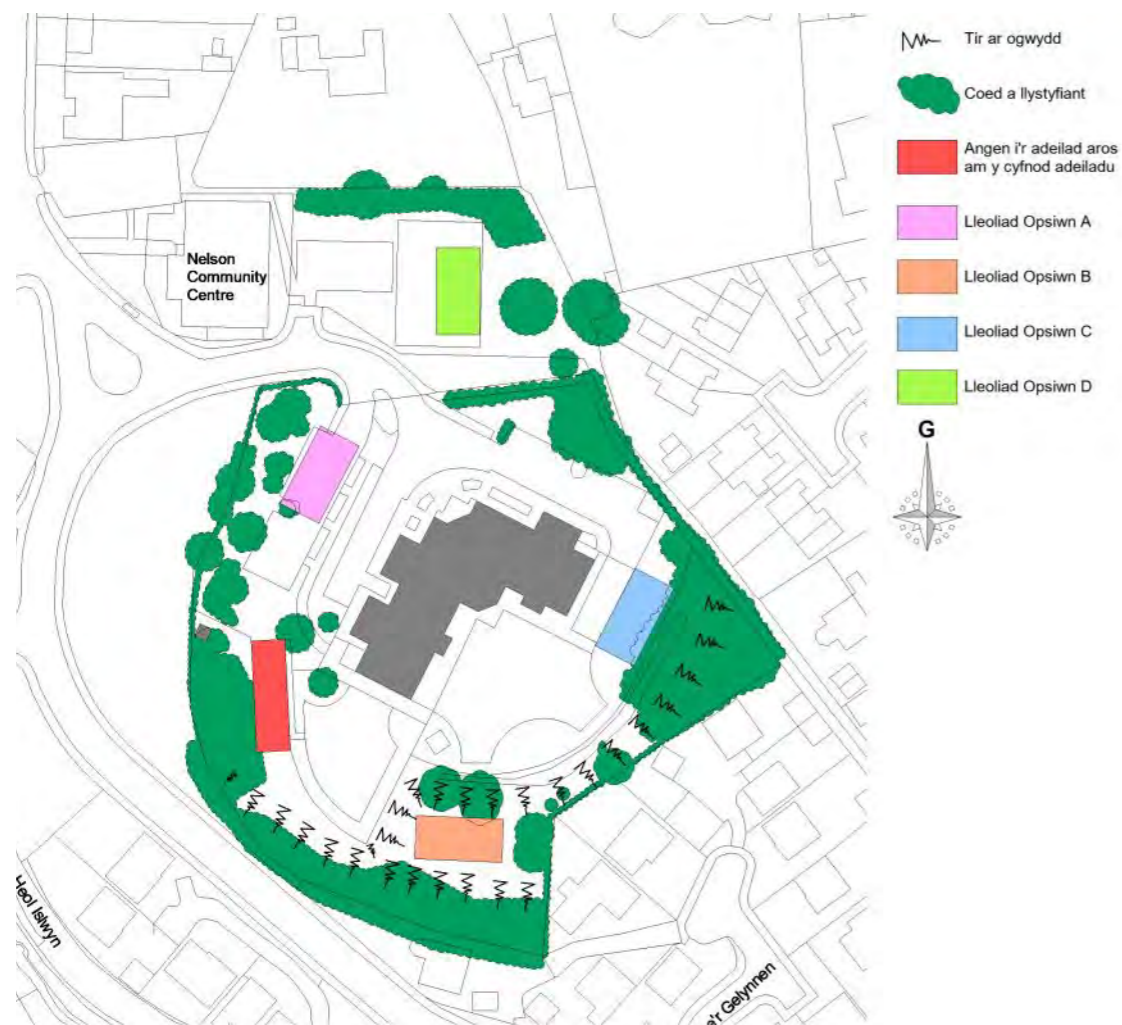 Tir ar ogwydd
Coed a llystyfiant
Angen i'r adeilad aros
am y cyfnod adeiladu
Lleoliad Opsiwn A
Lleoliad Opsiwn B
Lleoliad Opsiwn C
Lleoliad Opsiwn D
G
Nelson
Community
Centre
Heol Islwyn
e'r Gelynnen